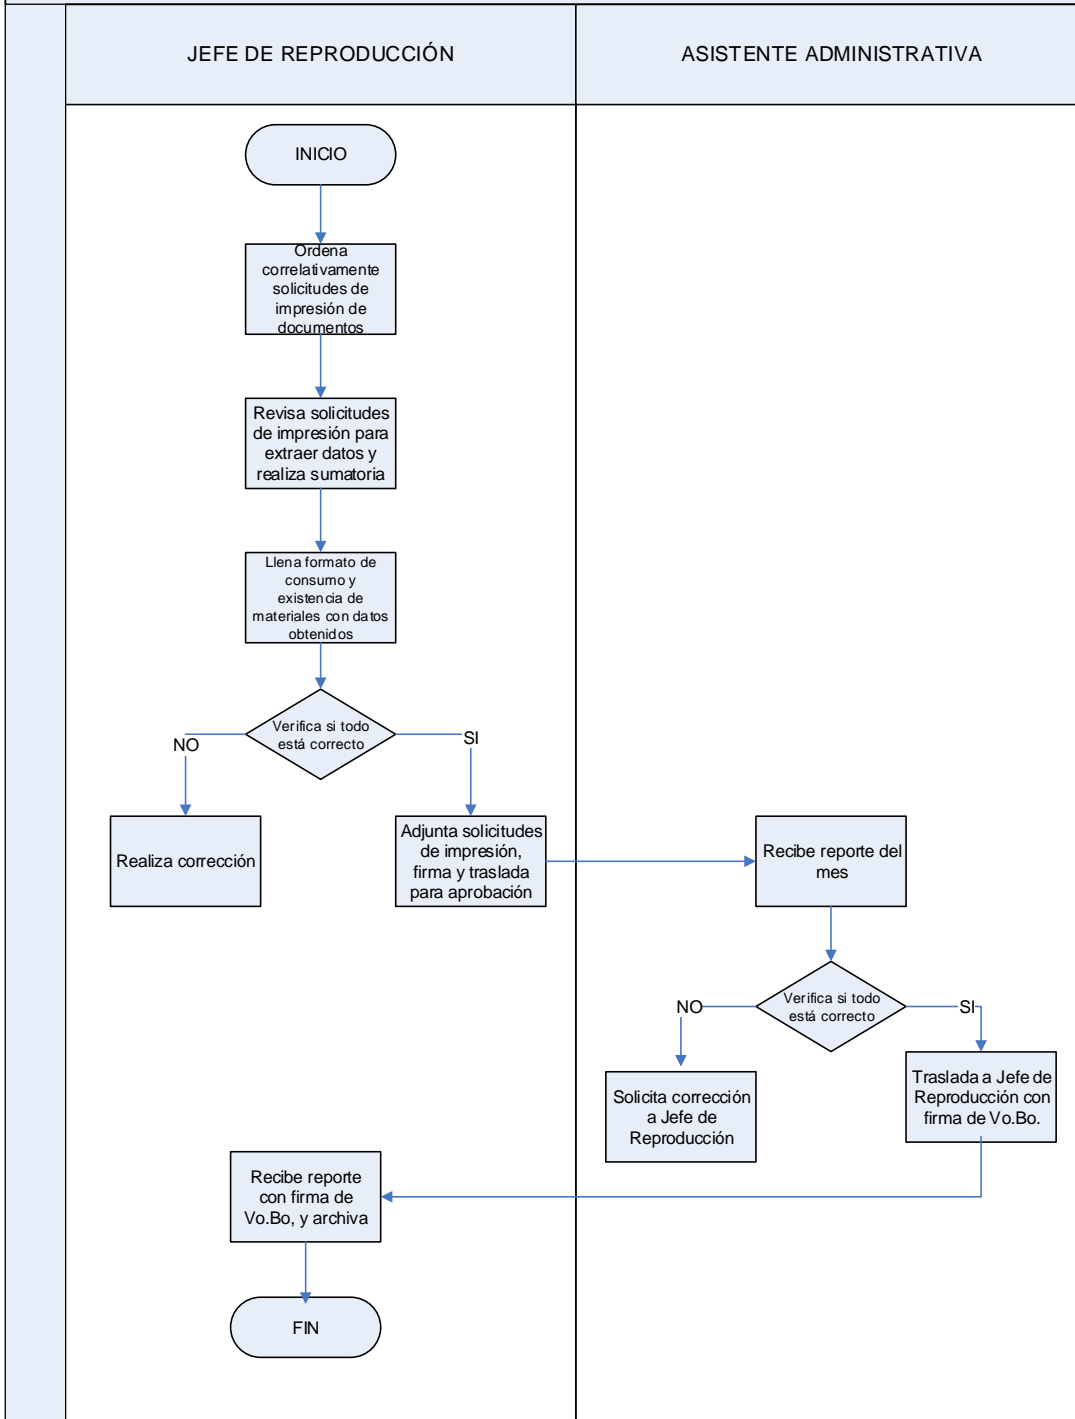 JEFE DE REPRODUCCIÓN
ASISTENTE ADMINISTRATIVA
INICIO
Ordena
correlativamente
solicitudes de
impresión de
documentos
Revisa solicitudes
de impresión para
extraer datos y
realiza sumatoria
Llena formato de
consumo y
existencia de
materiales con datos
obtenidos
Verifica si todo
está correcto
NO
SI
Realiza corrección
Adjunta solicitudes
de impresión,
firma y traslada
para aprobación
Recibe reporte del
mes
Verifica si todo
está correcto
NO
SI
Solicita corrección
a Jefe de
Reproducción
Traslada a Jefe de
Reproducción con
firma de Vo.Bo.
Recibe reporte
con firma de
Vo.Bo, y archiva
FIN